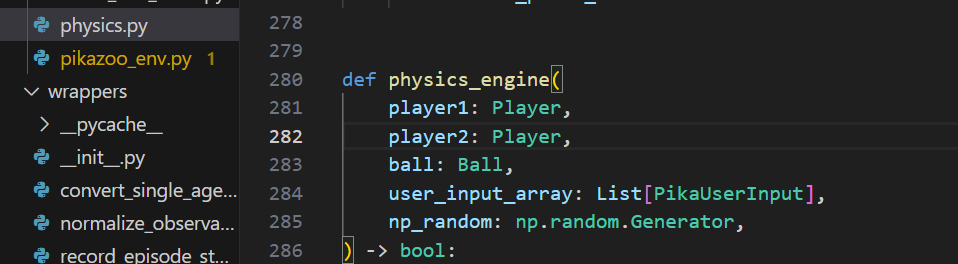 physics.py
pikazoo_env.py 1
wrappers
__pycache__
__init__.py
convert_single_age...
normalize_observa...
record_episode_st...
278
279
280 def physics_engine(
281 player1: Player,
282 player2: Player,
283 ball: Ball,
284 user_input_array: List[PikaUserInput],
285 np_random: np.random.Generator,
286 ) -> bool: